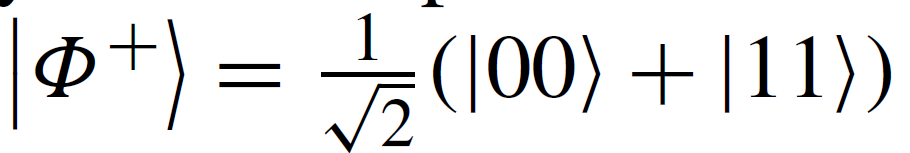 |Φ⁺⟩ = 1/√2 (|00⟩ + |11⟩)